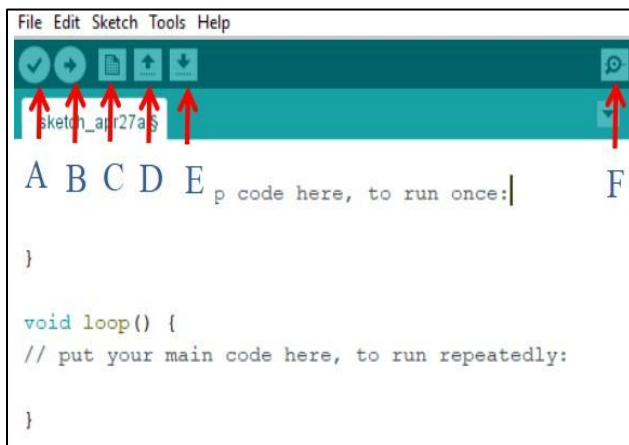 File Edit Sketch Tools Help
sketch_apr27a§
A B C D E F
p code here, to run once:
}
void loop() {
// put your main code here, to run repeatedly:
}